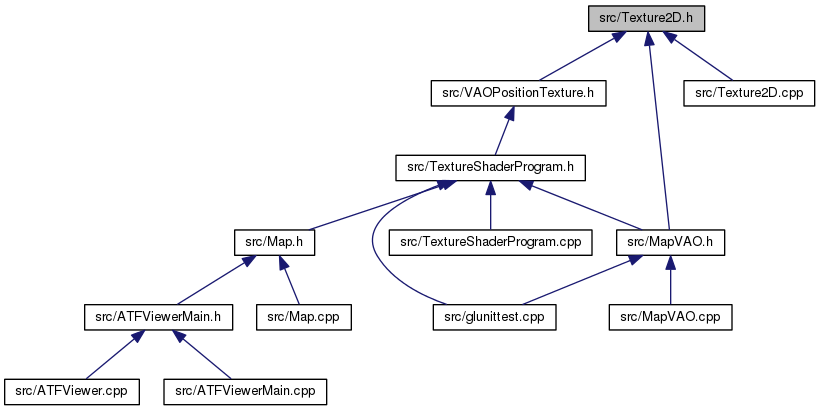 src/Texture2D.h
src/VAOPositionTexture.h
src/Texture2D.cpp
src/TextureShaderProgram.h
src/Map.h
src/TextureShaderProgram.cpp
src/MapVAO.h
src/ATFViewerMain.h
src/Map.cpp
src/glunittest.cpp
src/MapVAO.cpp
src/ATFViewer.cpp
src/ATFViewerMain.cpp